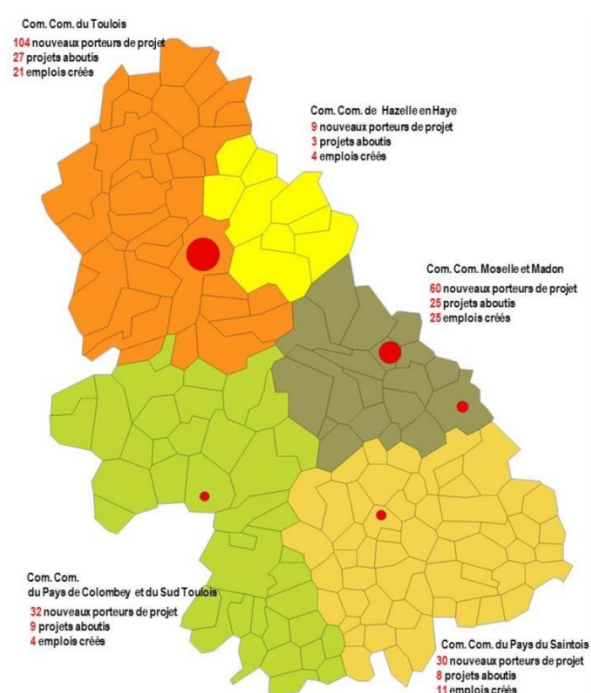 Com. Com. du Toulois
104 nouveaux porteurs de projet
27 projets aboutis
21 emplois créés
Com. Com. de Hazelle en Haye
9 nouveaux porteurs de projet
3 projets aboutis
4 emplois créés
Com. Com. Moselle et Madon
60 nouveaux porteurs de projet
25 projets aboutis
25 emplois créés
Com. Com.
du Pays de Colombey et du Sud Toulois
32 nouveaux porteurs de projet
9 projets aboutis
4 emplois créés
Com. Com. du Pays du Saintois
30 nouveaux porteurs de projet
8 projets aboutis
11 emplois créés